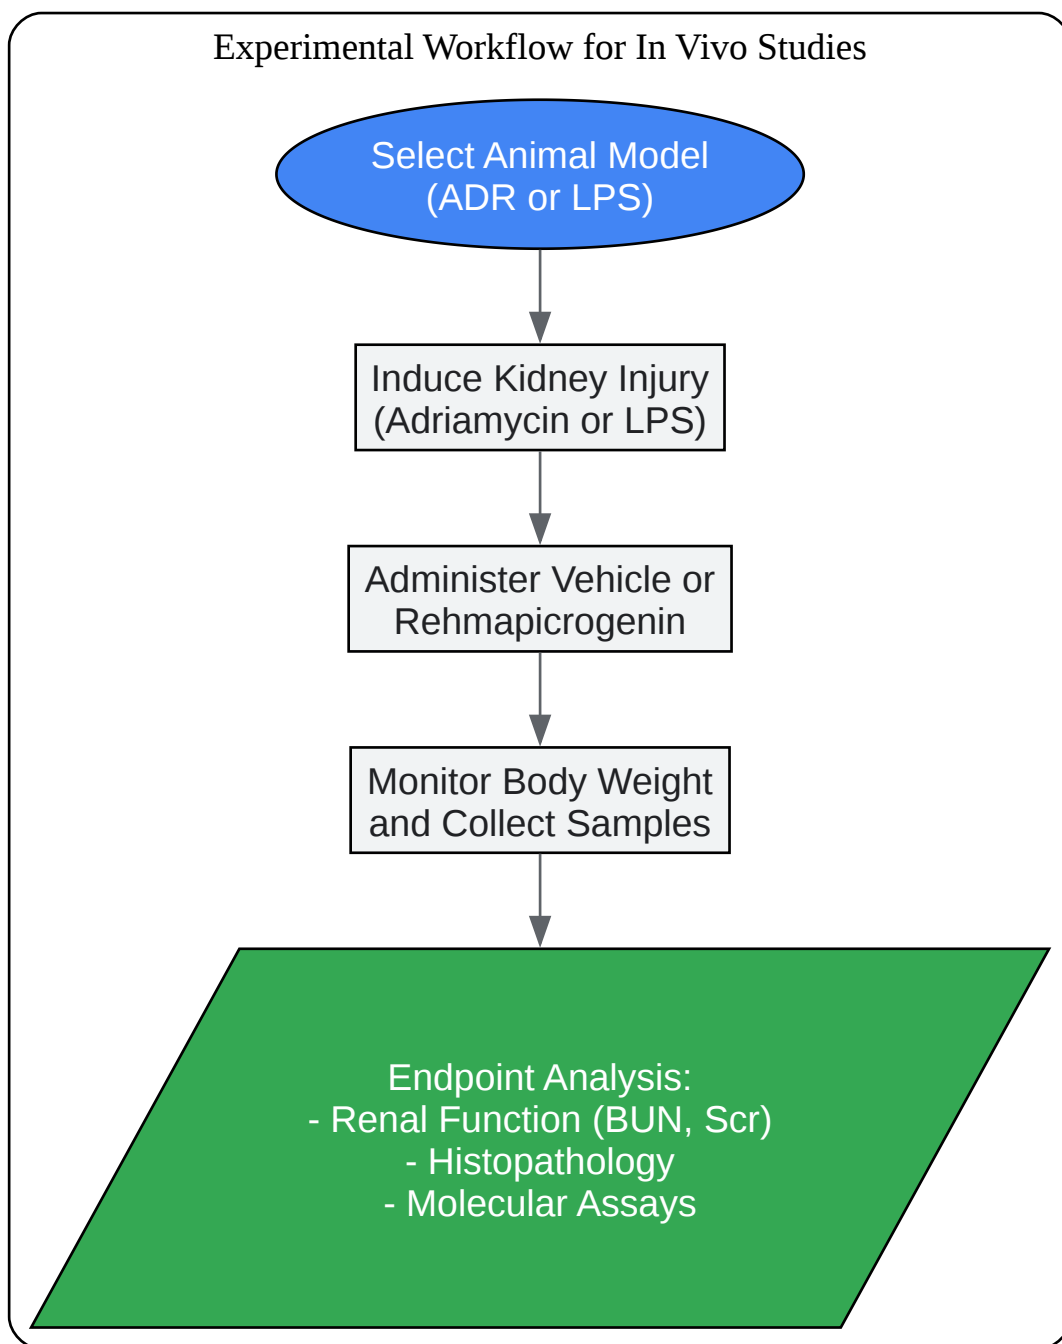 Experimental Workflow for In Vivo Studies
Select Animal Model
(ADR or LPS)
Induce Kidney Injury
(Adriamycin or LPS)
Administer Vehicle or
Rehmapicrogenin
Monitor Body Weight
and Collect Samples
Endpoint Analysis:
- Renal Function (BUN, Scr)
- Histopathology
- Molecular Assays